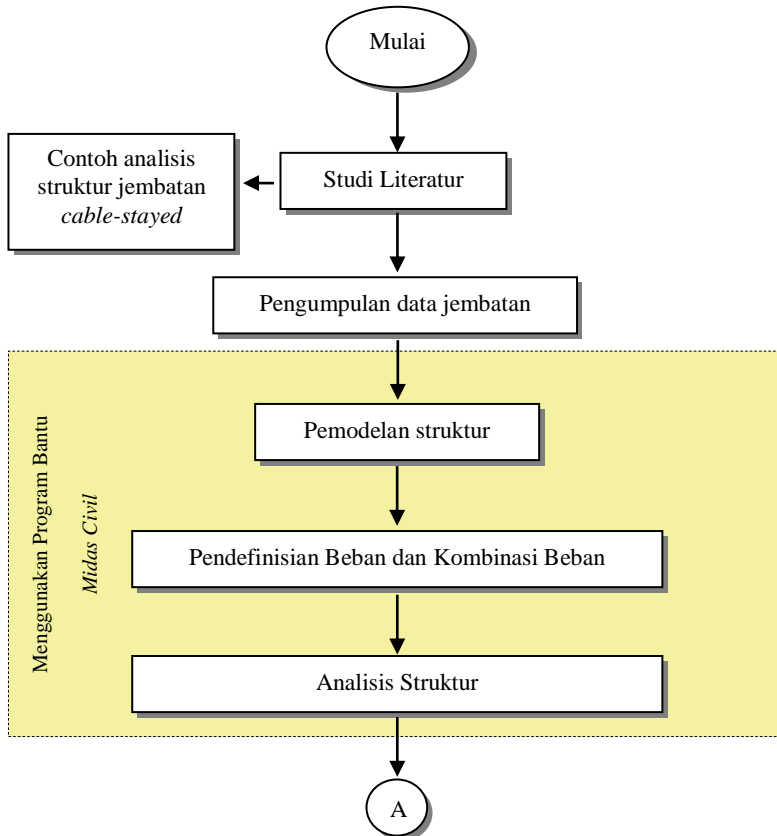 Mulai
Contoh analisis
struktur jembatan
cable-stayed
Studi Literatur
Pengumpulan data jembatan
Menggunakan Program Bantu
Midas Civil
Pemodelan struktur
Pendefinisian Beban dan Kombinasi Beban
Analisis Struktur
A